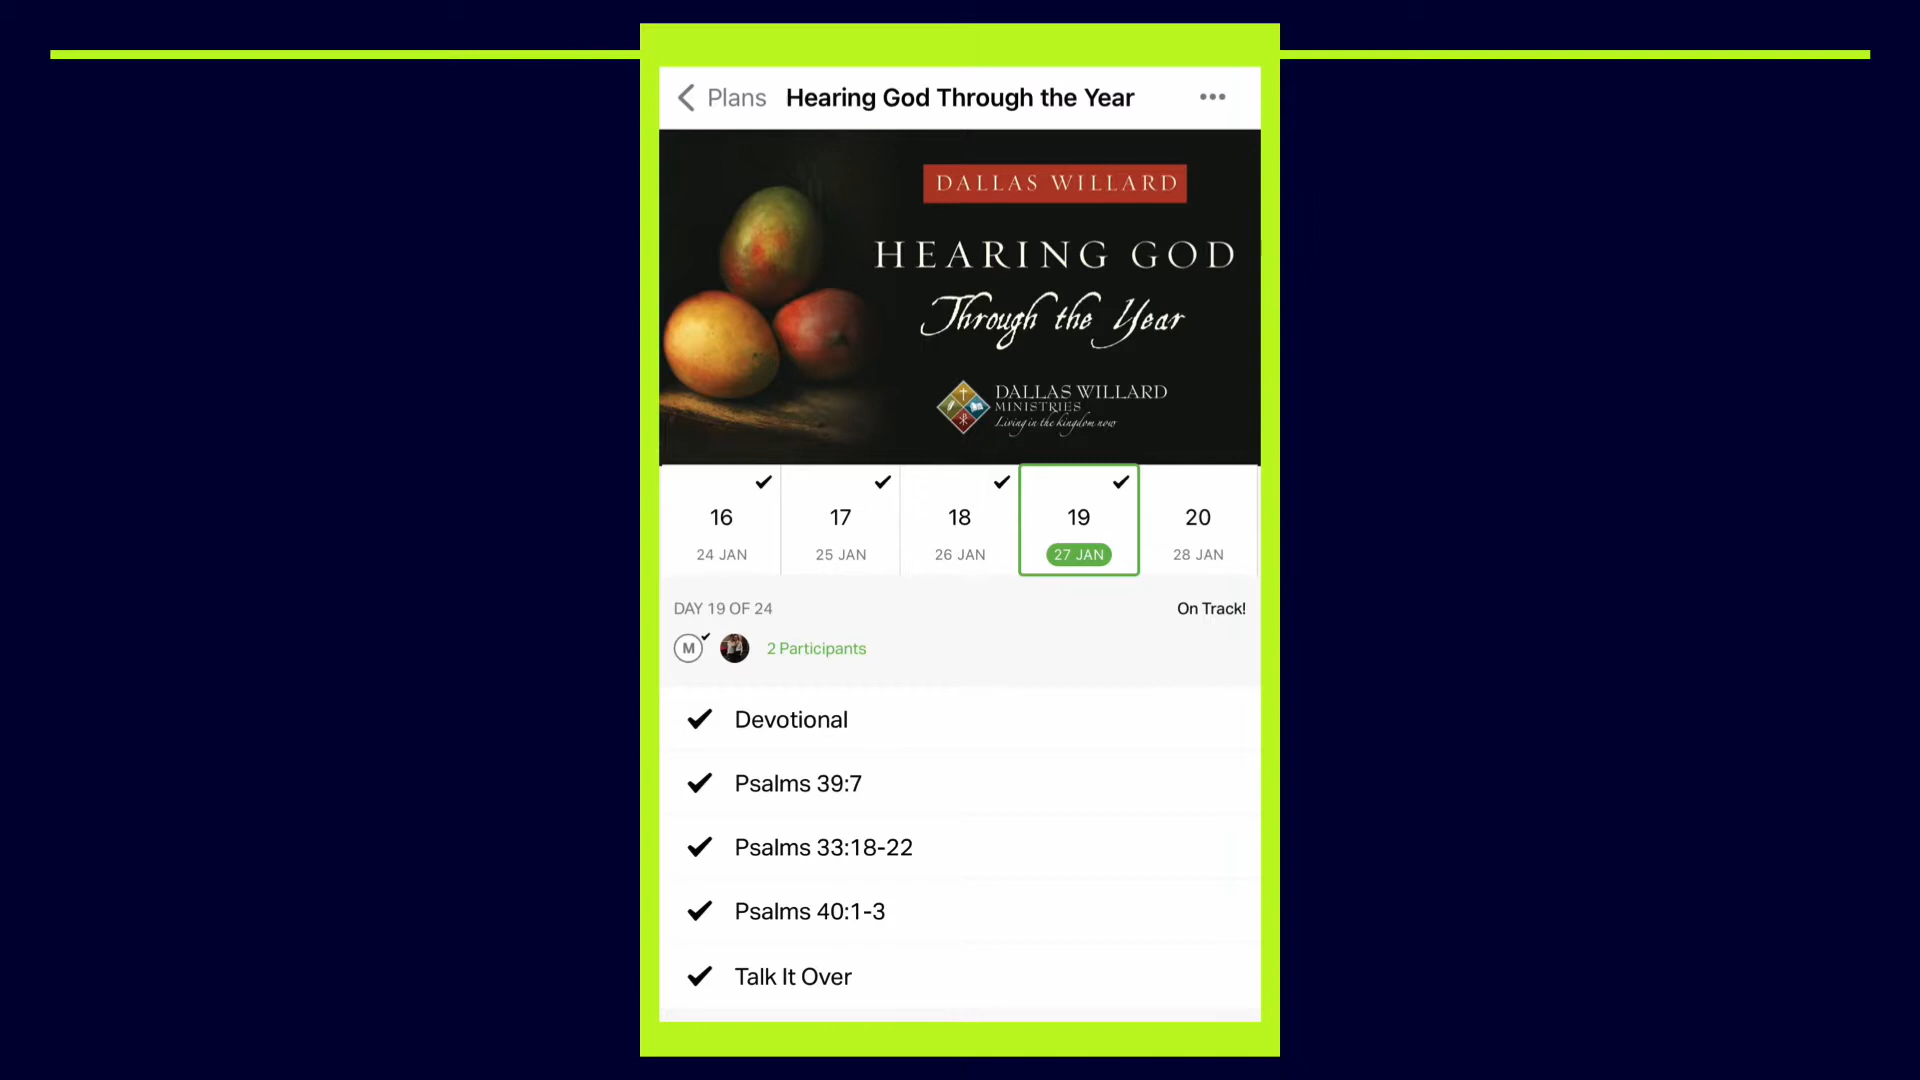 Plans Hearing God Through the Year
DALLAS WILLARD
HEARING GOD
Through the Year
DALLAS WILLARD
MINISTRIES
Living in the kingdom now
16 17 18 19 20
24 JAN 25 JAN 26 JAN 27 JAN 28 JAN
DAY 19 OF 24 On Track!
M 2 Participants
Devotional
Psalms 39:7
Psalms 33:18-22
Psalms 40:1-3
Talk It Over